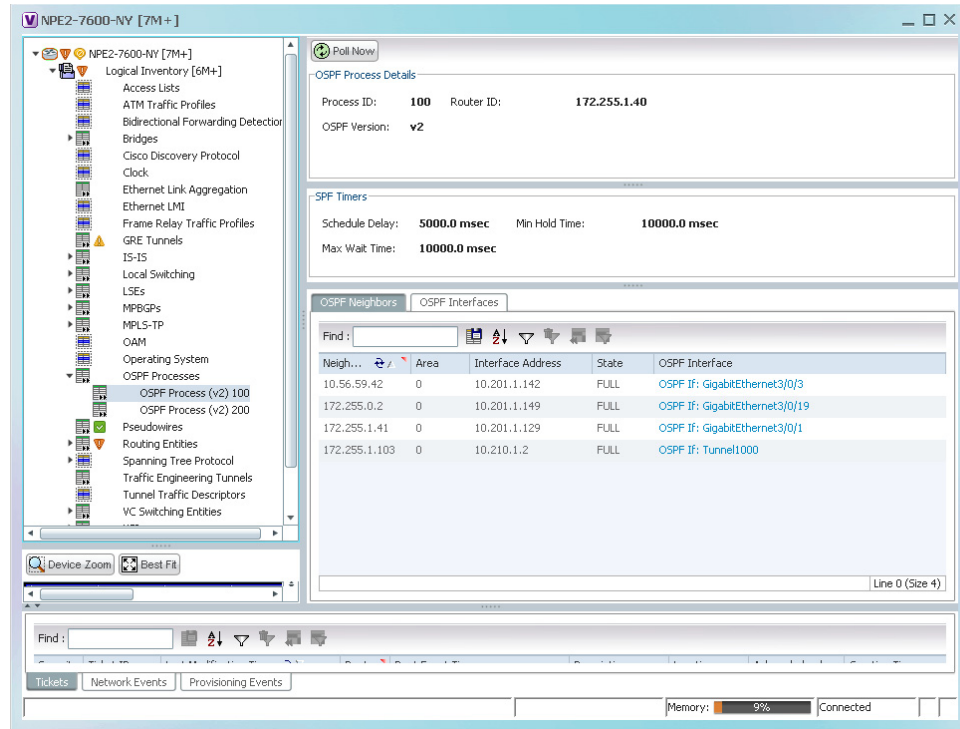 NPE2-7600-NY [7M+]
NPE2-7600-NY [7M+]
Logical Inventory [6M+]
Access Lists
ATM Traffic Profiles
Bidirectional Forwarding Detection
Bridges
Cisco Discovery Protocol
Clock
Ethernet Link Aggregation
Ethernet LMI
Frame Relay Traffic Profiles
GRE Tunnels
IS-IS
Local Switching
LSEs
MPBGPs
MPLS-TP
OAM
Operating System
OSPF Processes
OSPF Process (v2) 100
OSPF Process (v2) 200
Pseudowires
Routing Entities
Spanning Tree Protocol
Traffic Engineering Tunnels
Tunnel Traffic Descriptors
VC Switching Entities
Device Zoom Best Fit
Poll Now
OSPF Process Details
Process ID: 100 Router ID: 172.255.1.40
OSPF Version: v2
SPF Timers
Schedule Delay: 5000.0 msec Min Hold Time: 10000.0 msec
Max Wait Time: 10000.0 msec
OSPF Neighbors OSPF Interfaces
Find :
Neigh... Area Interface Address State OSPF Interface
10.56.59.42 0 10.201.1.142 FULL OSPF If: GigabitEthernet3/0/3
172.255.0.2 0 10.201.1.149 FULL OSPF If: GigabitEthernet3/0/19
172.255.1.41 0 10.201.1.129 FULL OSPF If: GigabitEthernet3/0/1
172.255.1.103 0 10.210.1.2 FULL OSPF If: Tunnel1000
Line 0 (Size 4)
Find :
Tickets Network Events Provisioning Events
Memory: 9% Connected